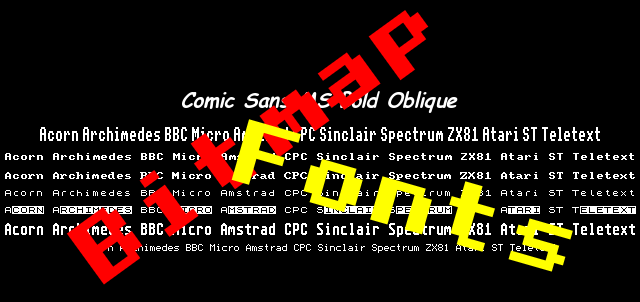 Bitmap
Fonts
Comic Sans MS Bold Oblique
Acorn Archimedes BBC Micro Amstrad CPC Sinclair Spectrum ZX81 Atari ST Teletext
Acorn Archimedes BBC Micro Amstrad CPC Sinclair Spectrum ZX81 Atari ST Teletext
Acorn Archimedes BBC Micro Amstrad CPC Sinclair Spectrum ZX81 Atari ST Teletext
Acorn Archimedes BBC Micro Amstrad CPC Sinclair Spectrum ZX81 Atari ST Teletext
ACORN ARCHIMEDES BBC MICRO AMSTRAD CPC SINCLAIR SPECTRUM ZX81 ATARI ST TELETEXT
Acorn Archimedes BBC Micro Amstrad CPC Sinclair Spectrum ZX81 Atari ST Teletext
Archimedes BBC Micro Amstrad CPC Sinclair Spectrum ZX81 Atari ST